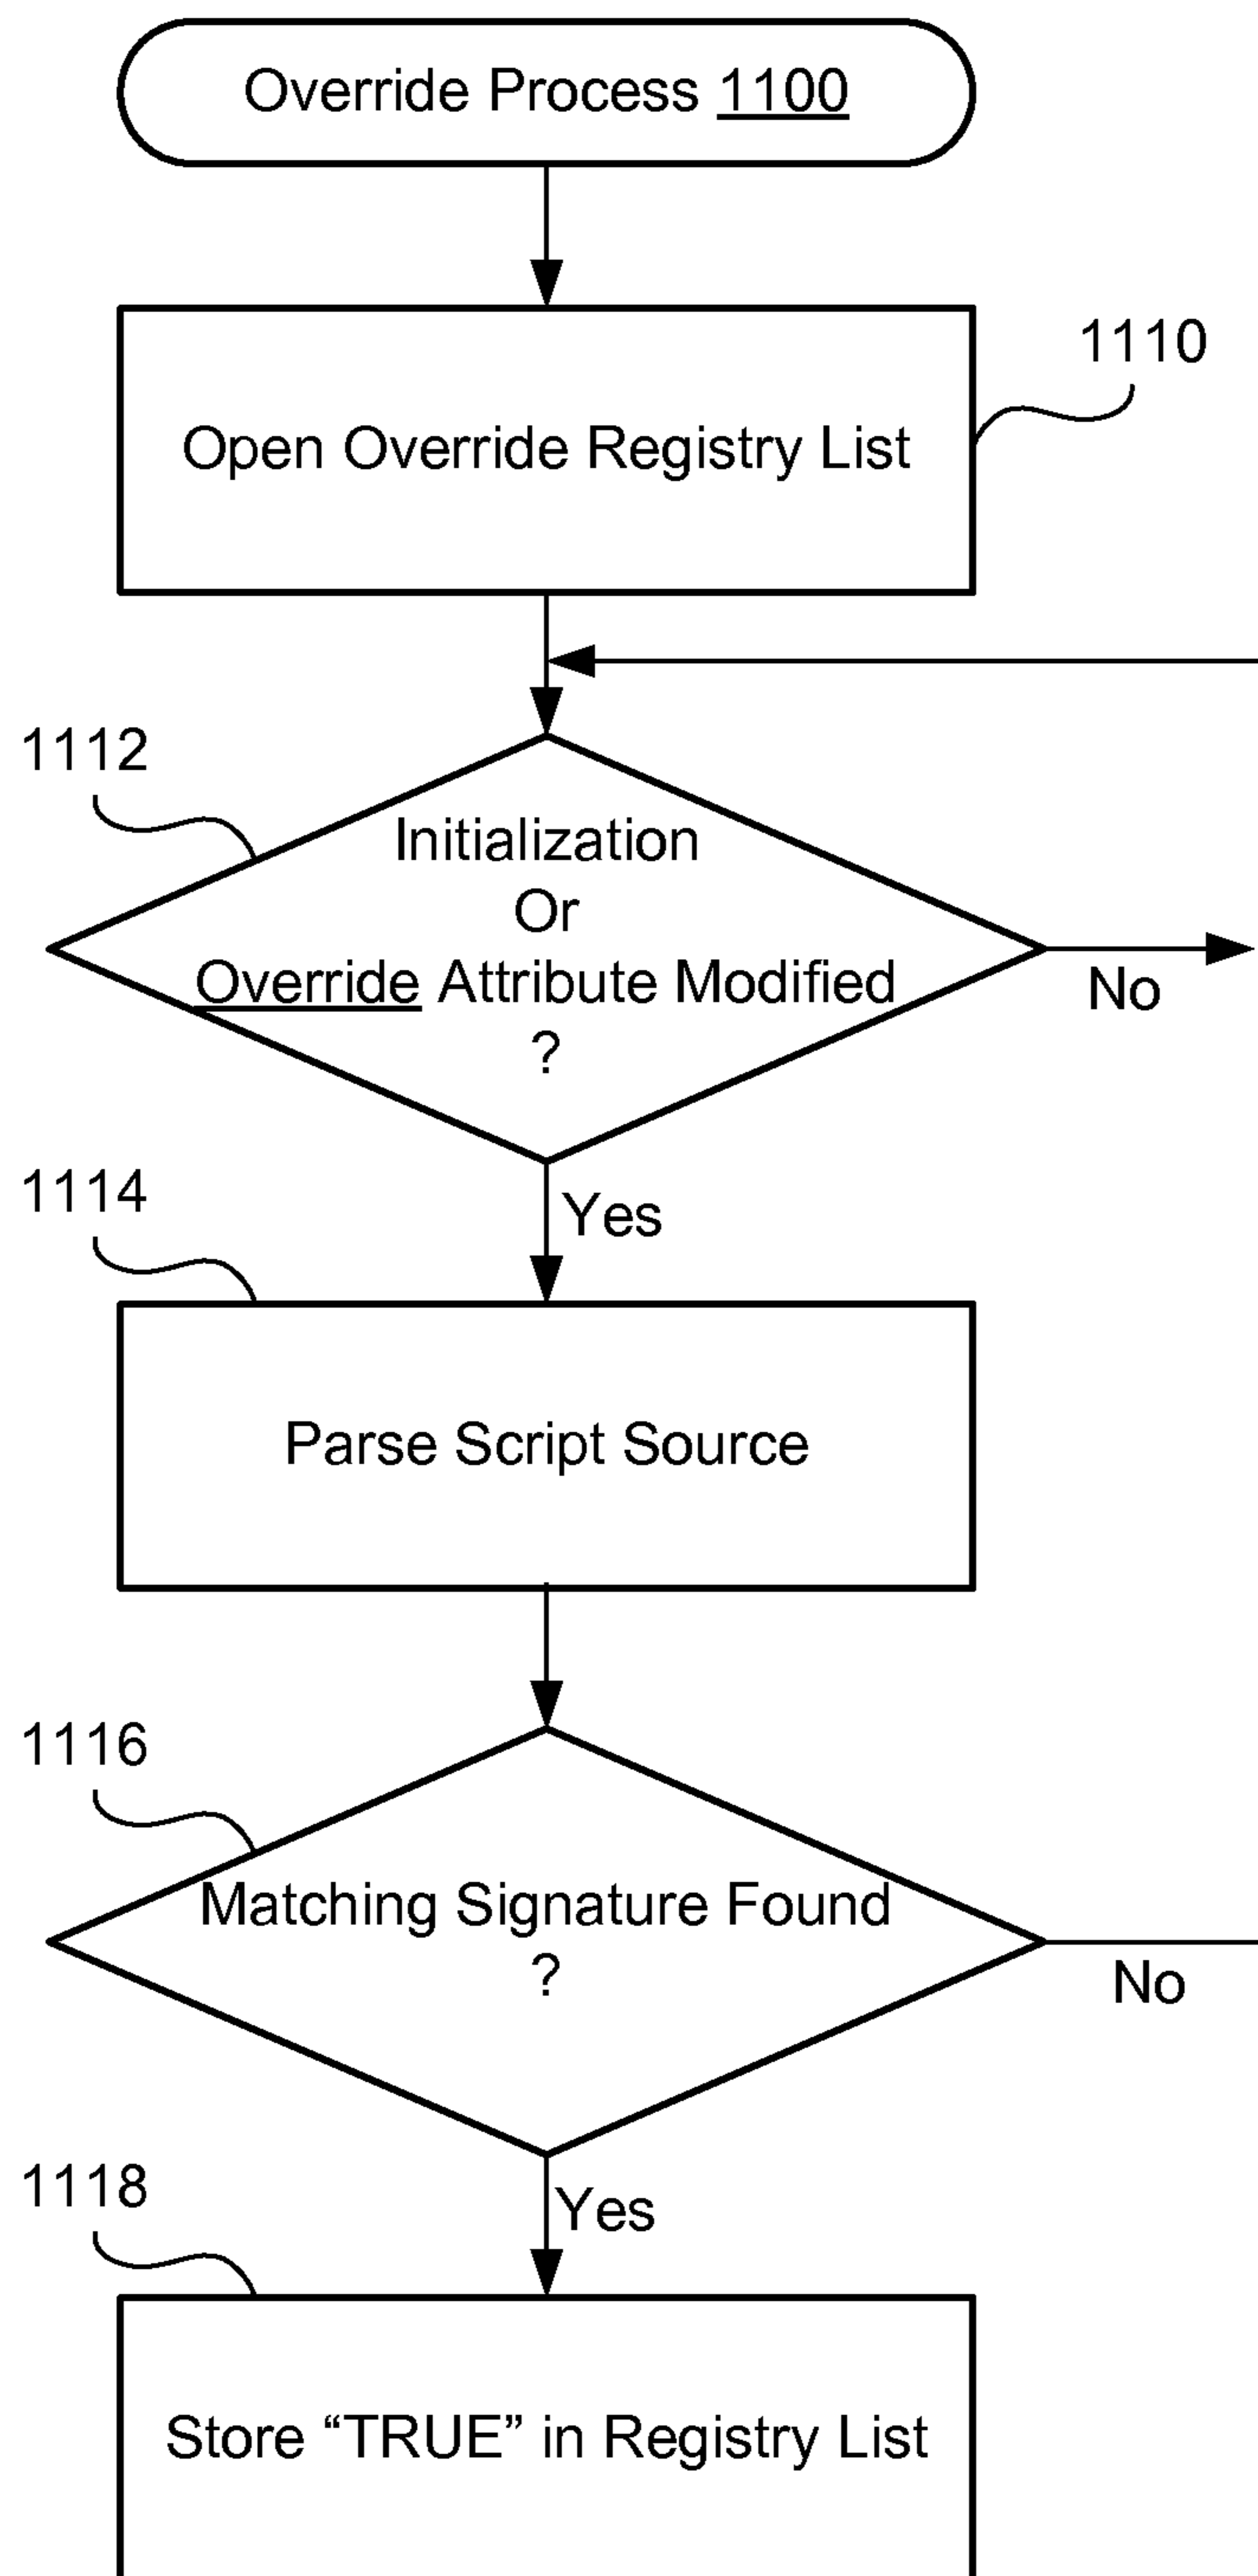 Override Process 1100
1110
Open Override Registry List
1112
Initialization
Or
Override Attribute Modified
?
No
1114
Yes
Parse Script Source
1116
Matching Signature Found
?
No
1118
Yes
Store “TRUE” in Registry List